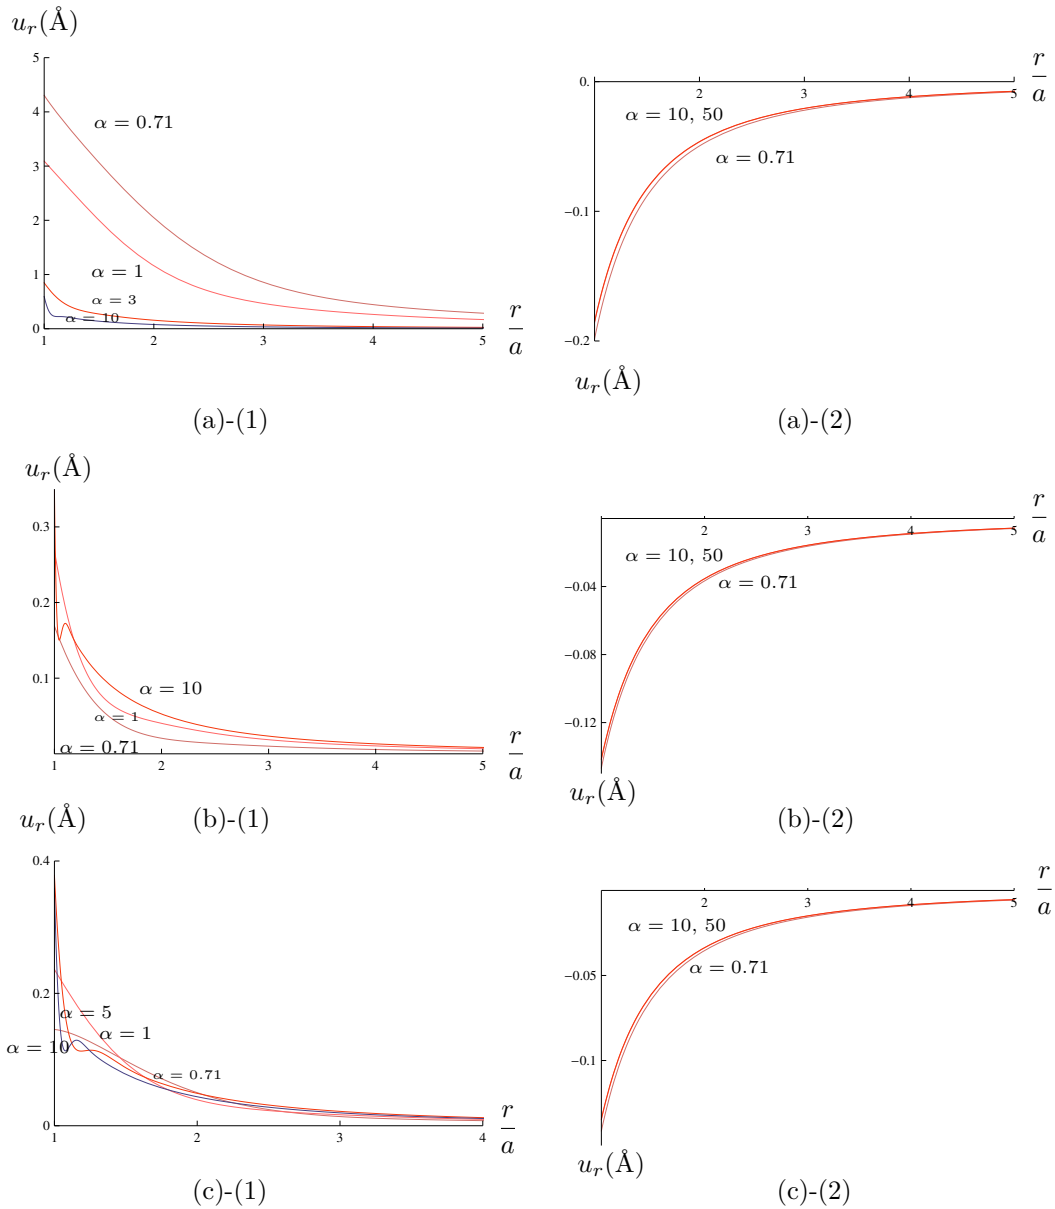 u_r(Å)
5
4
3
2
1
0
α = 0.71
α = 1
α = 3
α = 10
1 2 3 4 5
r/a
(a)-(1)
r/a
0.
−0.1
−0.2
2 3 4 5
α = 10, 50
α = 0.71
u_r(Å)
(a)-(2)
u_r(Å)
0.3
0.2
0.1
α = 10
α = 1
α = 0.71
1 2 3 4 5
r/a
(b)-(1)
r/a
2 3 4 5
−0.04
−0.08
−0.12
α = 10, 50
α = 0.71
u_r(Å)
(b)-(2)
u_r(Å)
0.4
0.2
0
α = 5
α = 1
α = 10
α = 0.71
1 2 3 4
r/a
(c)-(1)
r/a
2 3 4 5
−0.05
−0.1
α = 10, 50
α = 0.71
u_r(Å)
(c)-(2)